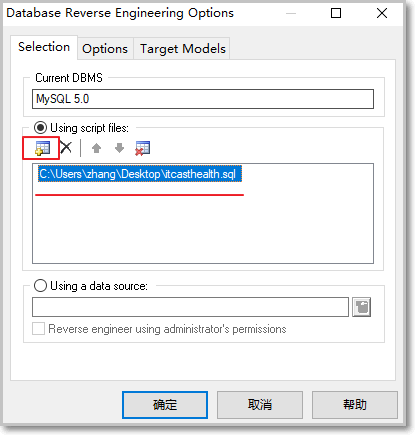 Database Reverse Engineering Options
Selection Options Target Models
Current DBMS
MySQL 5.0
Using script files:
C:\Users\zhang\Desktop\itcasthealth.sql
Using a data source:
Reverse engineer using administrator's permissions
确定 取消 帮助